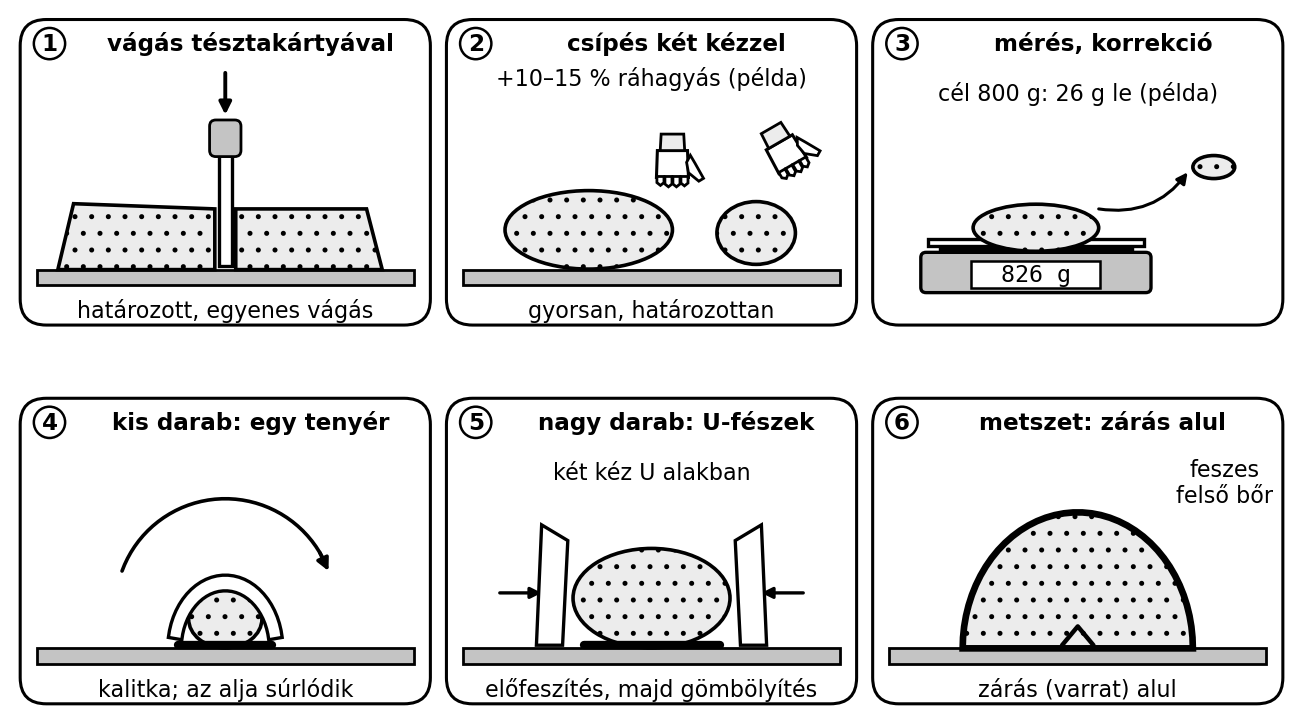 1 vágás tésztakártyával
határozott, egyenes vágás
2 csípés két kézzel
+10–15 % ráhagyás (példa)
gyorsan, határozottan
3 mérés, korrekció
cél 800 g: 26 g le (példa)
826 g
4 kis darab: egy tenyér
kalitka; az alja súrlódik
5 nagy darab: U-fészek
két kéz U alakban
előfeszítés, majd gömbölyítés
6 metszet: zárás alul
feszes
felső bőr
zárás (varrat) alul